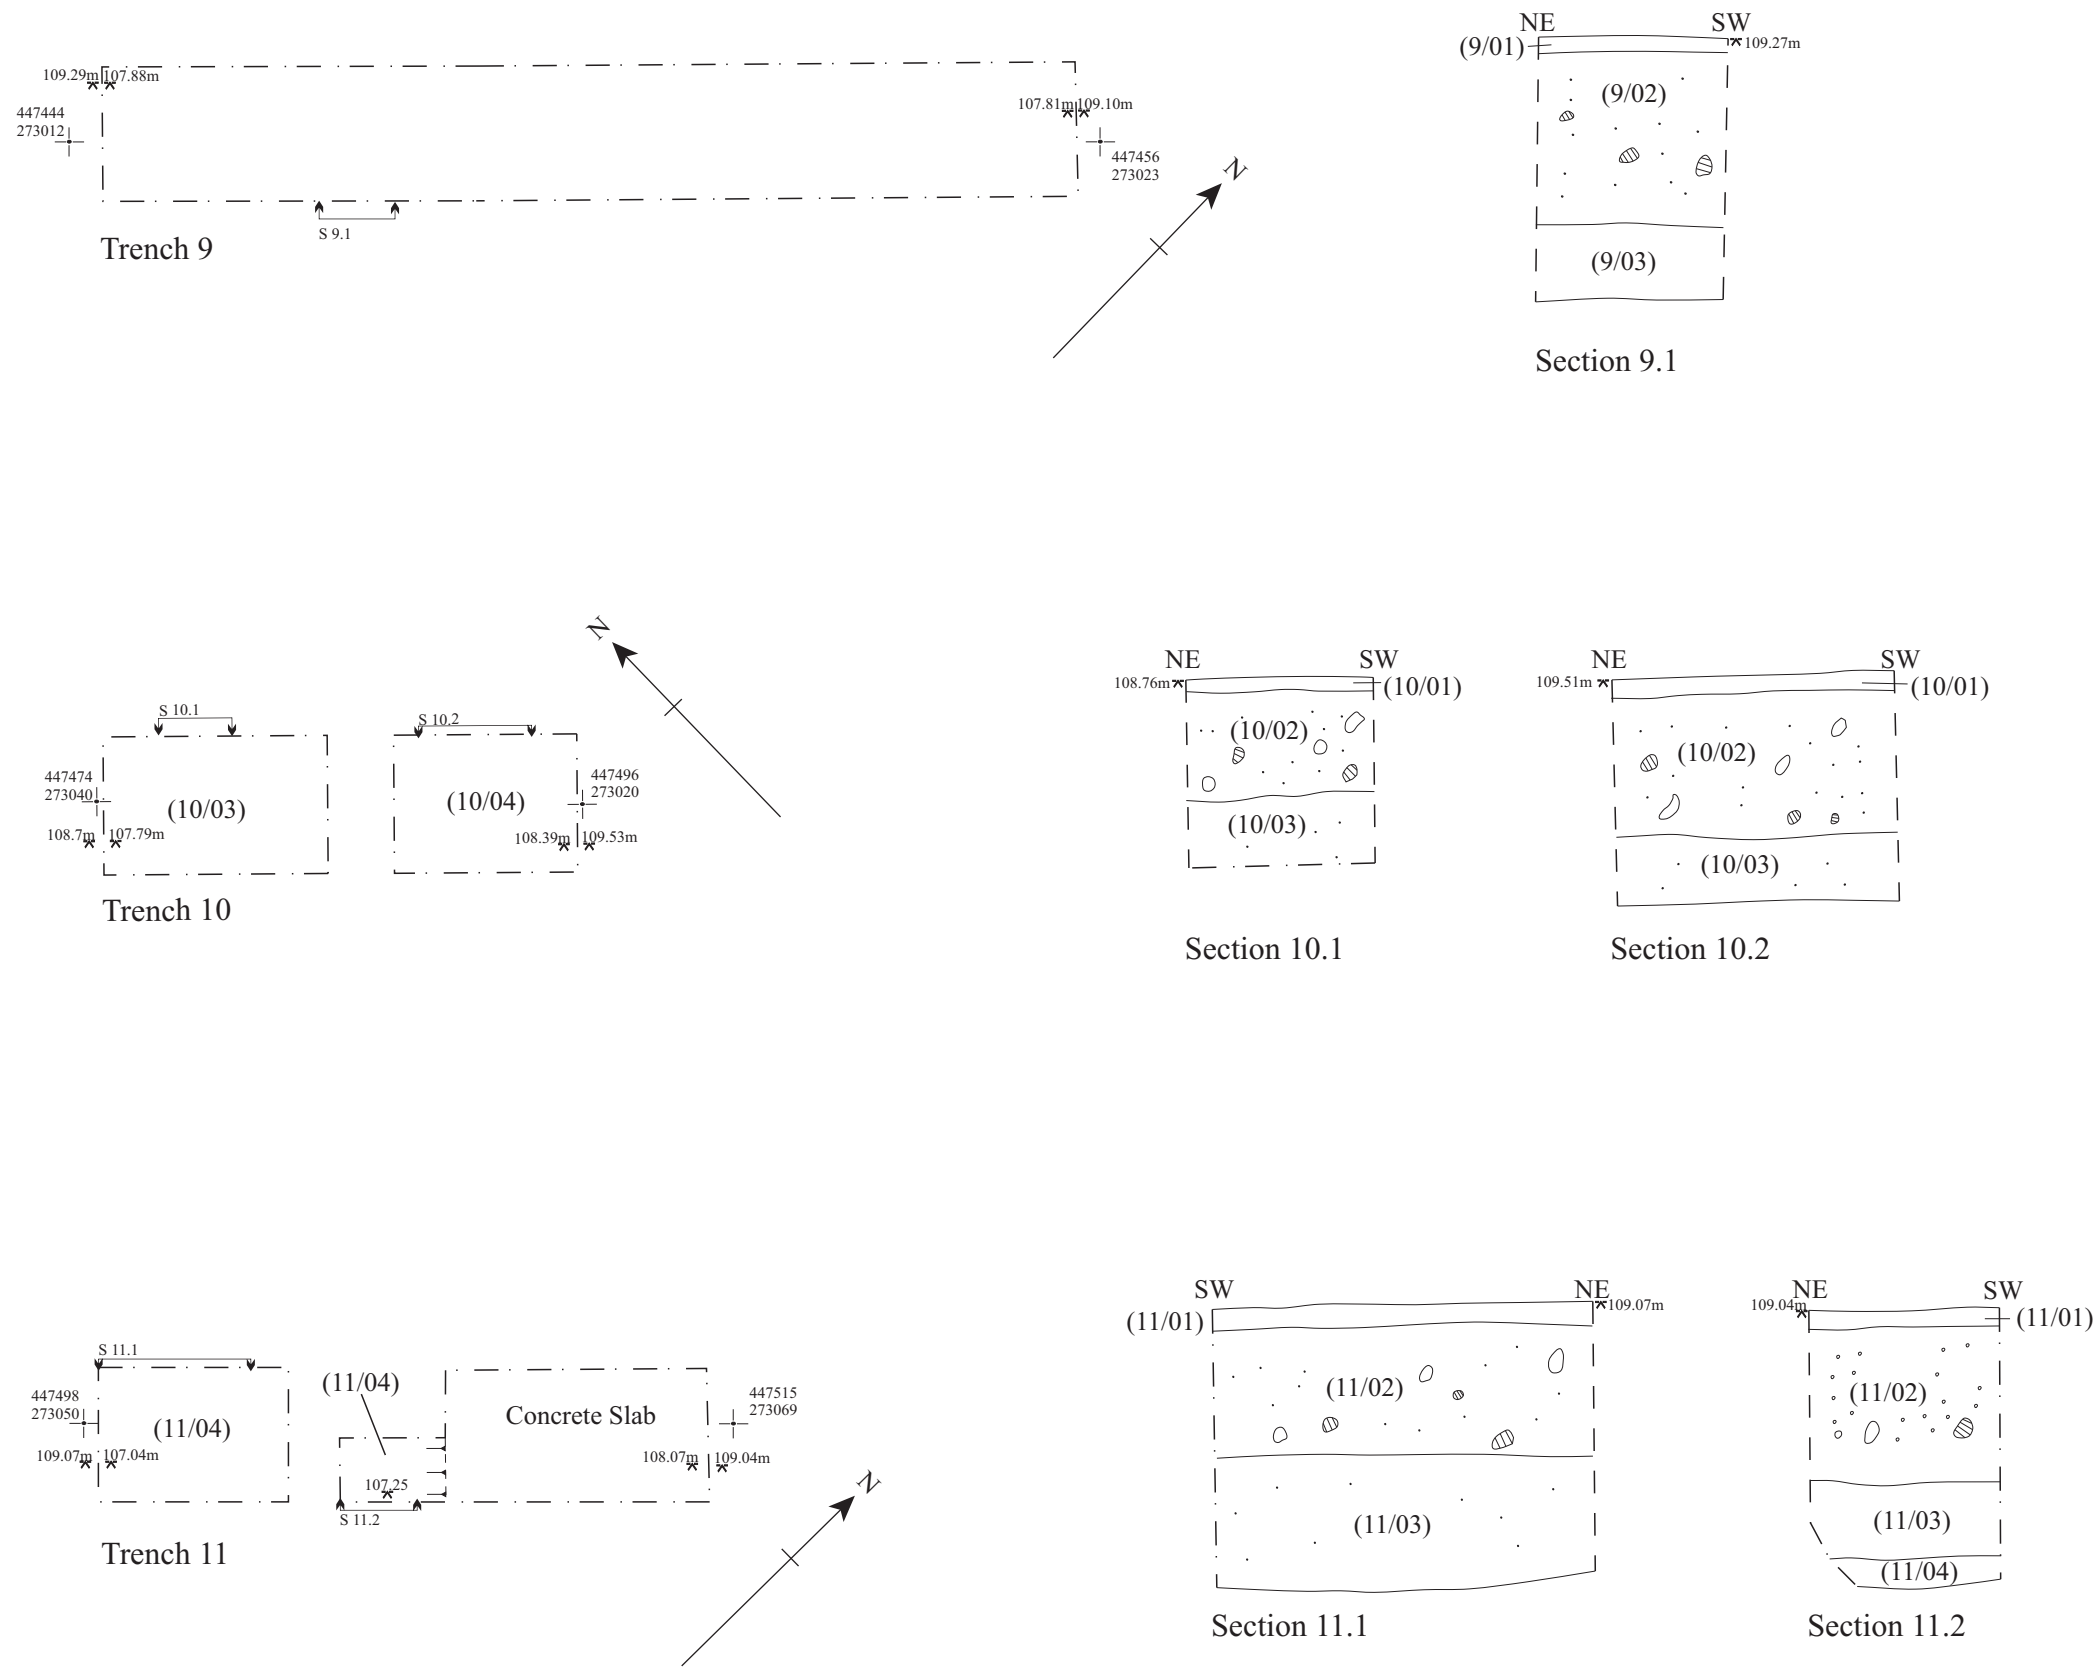 NE SW
(9/01) 109.27m
109.29m 107.88m
(9/02)
107.81m 109.10m
447444
273012
447456
273023
N
S 9.1
Trench 9
(9/03)
Section 9.1
N
NE SW
108.76m (10/01)
NE SW
109.51m (10/01)
S 10.1
S 10.2
(10/02)
(10/02)
447474
273040
447496
273020
(10/03)
(10/04)
108.7m 107.79m
108.39m 109.53m
(10/03)
(10/03)
Trench 10
Section 10.1
Section 10.2
SW NE
(11/01) 109.07m
NE SW
109.04m (11/01)
S 11.1
(11/04)
447498
273050
447515
273069
(11/04)
Concrete Slab
(11/02)
(11/02)
109.07m 107.04m
108.07m 109.04m
107.25
S 11.2
N
(11/03)
(11/03)
(11/04)
Trench 11
Section 11.1
Section 11.2